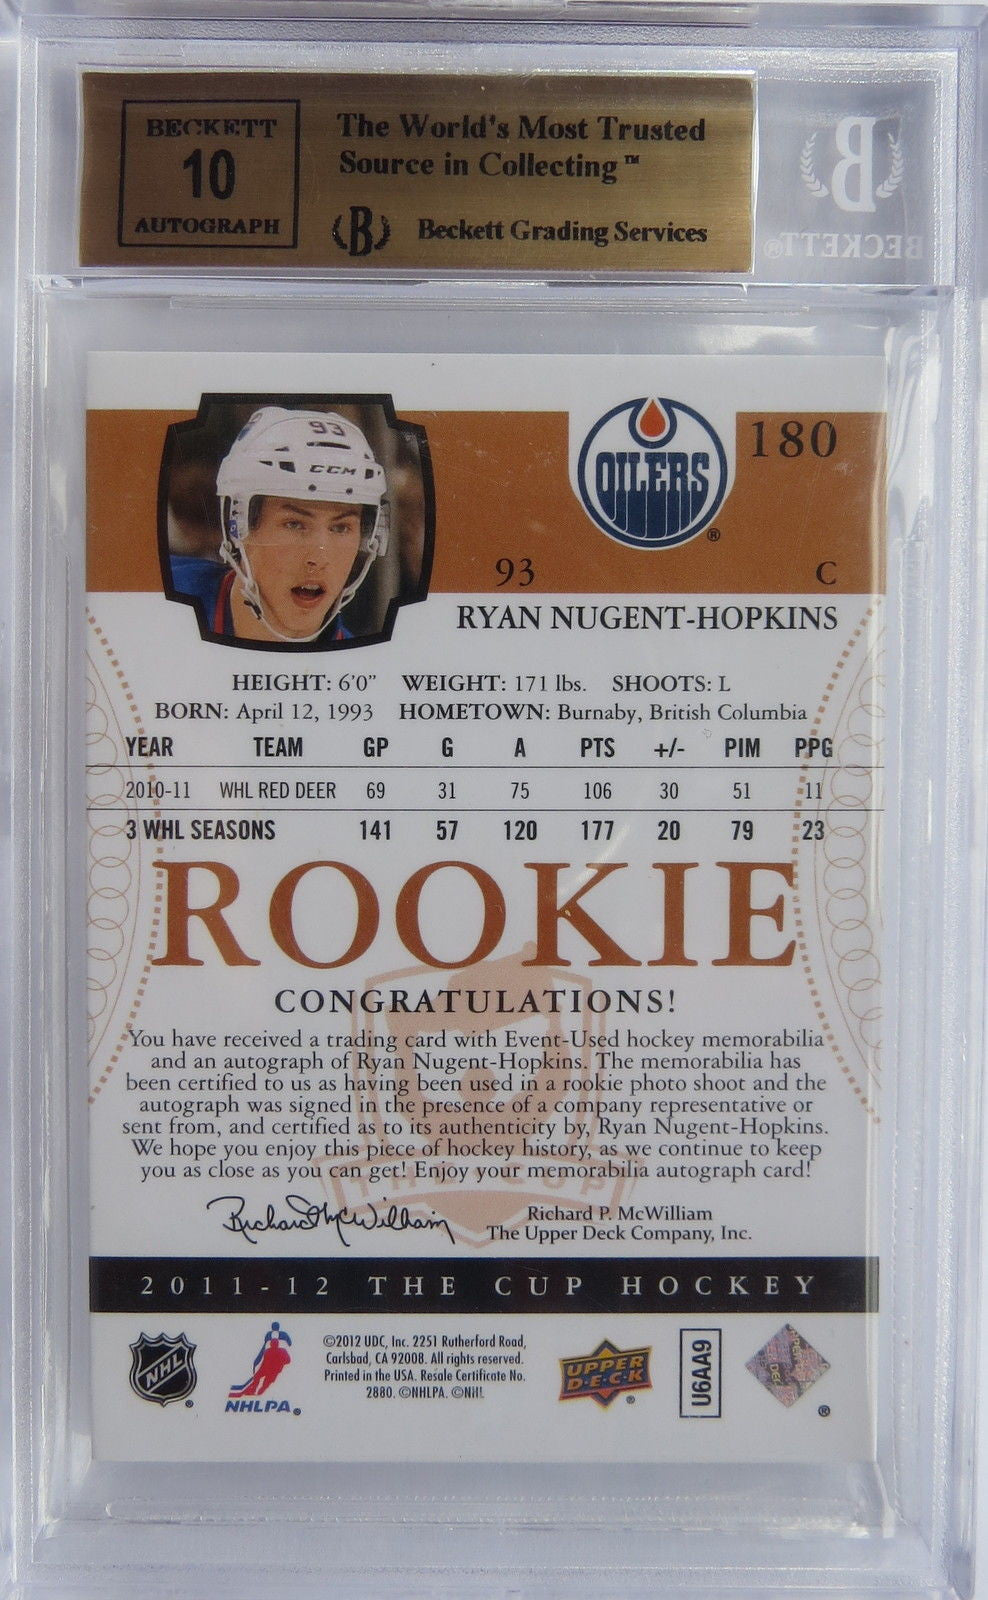 BECKETT
10
AUTOGRAPH
The World's Most Trusted
Source in Collecting™
B
Beckett Grading Services
B
BECKETT®
93
CCM
OILERS
®
180
93 C
RYAN NUGENT-HOPKINS
HEIGHT: 6'0" WEIGHT: 171 lbs. SHOOTS: L
BORN: April 12, 1993 HOMETOWN: Burnaby, British Columbia
YEAR TEAM GP G A PTS +/- PIM PPG
2010-11 WHL RED DEER 69 31 75 106 30 51 11
3 WHL SEASONS 141 57 120 177 20 79 23
ROOKIE
CONGRATULATIONS!
You have received a trading card with Event-Used hockey memorabilia
and an autograph of Ryan Nugent-Hopkins. The memorabilia has
been certified to us as having been used in a rookie photo shoot and the
autograph was signed in the presence of a company representative or
sent from, and certified as to its authenticity by, Ryan Nugent-Hopkins.
We hope you enjoy this piece of hockey history, as we continue to keep
you as close as you can get! Enjoy your memorabilia autograph card!
THE CUP
Richard P. McWilliam
Richard P. McWilliam
The Upper Deck Company, Inc.
2011-12 THE CUP HOCKEY
NHL
®
NHLPA®
©2012 UDC, Inc. 2251 Rutherford Road,
Carlsbad, CA 92008. All rights reserved.
Printed in the USA. Resale Certificate No.
2880. ©NHLPA. ©NHL
UPPER
D·E·C·K
®
U6AA9
®